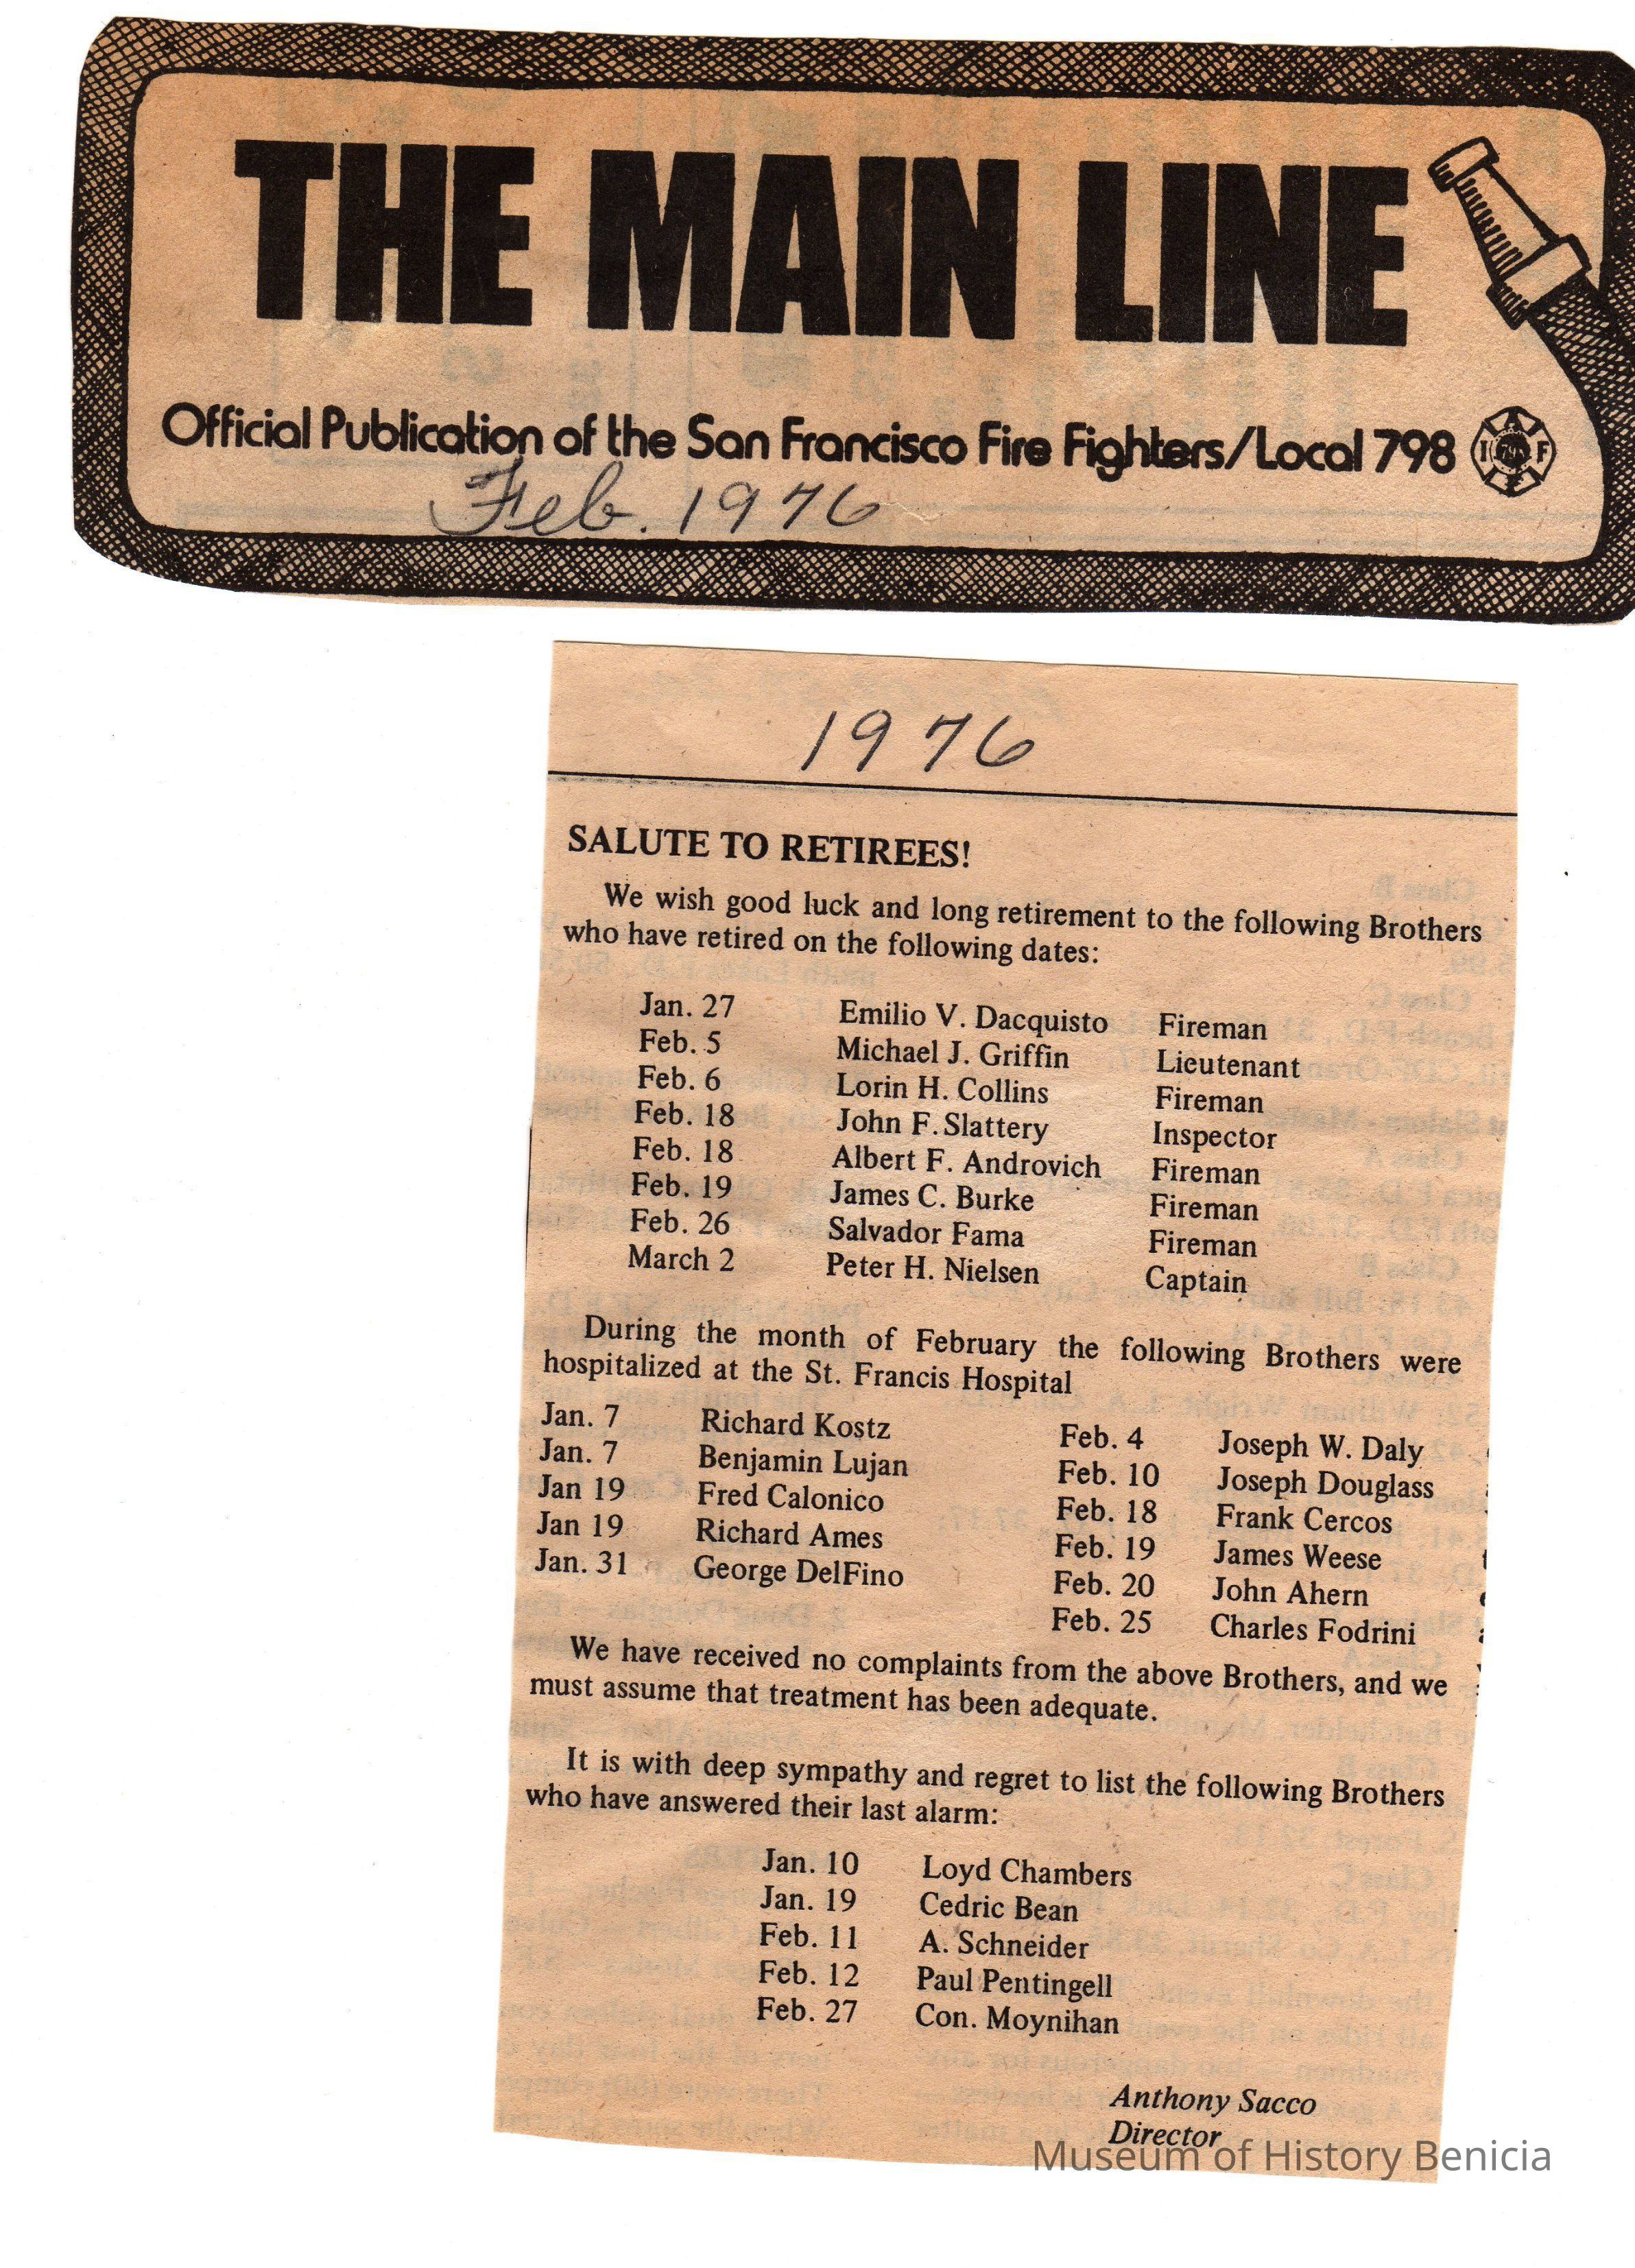 THE MAIN LINE
Official Publication of the San Francisco Fire Fighters/Local 798
I F
Feb. 1976
1976
SALUTE TO RETIREES!
We wish good luck and long retirement to the following Brothers
who have retired on the following dates:
Jan. 27 Emilio V. Dacquisto Fireman
Feb. 5 Michael J. Griffin Lieutenant
Feb. 6 Lorin H. Collins Fireman
Feb. 18 John F. Slattery Inspector
Feb. 18 Albert F. Androvich Fireman
Feb. 19 James C. Burke Fireman
Feb. 26 Salvador Fama Fireman
March 2 Peter H. Nielsen Captain
During the month of February the following Brothers were
hospitalized at the St. Francis Hospital
Jan. 7 Richard Kostz Feb. 4 Joseph W. Daly
Jan. 7 Benjamin Lujan Feb. 10 Joseph Douglass
Jan 19 Fred Calonico Feb. 18 Frank Cercos
Jan 19 Richard Ames Feb. 19 James Weese
Jan. 31 George DelFino Feb. 20 John Ahern
Feb. 25 Charles Fodrini
We have received no complaints from the above Brothers, and we
must assume that treatment has been adequate.
It is with deep sympathy and regret to list the following Brothers
who have answered their last alarm:
Jan. 10 Loyd Chambers
Jan. 19 Cedric Bean
Feb. 11 A. Schneider
Feb. 12 Paul Pentingell
Feb. 27 Con. Moynihan
Anthony Sacco
Director
Museum of History Benicia